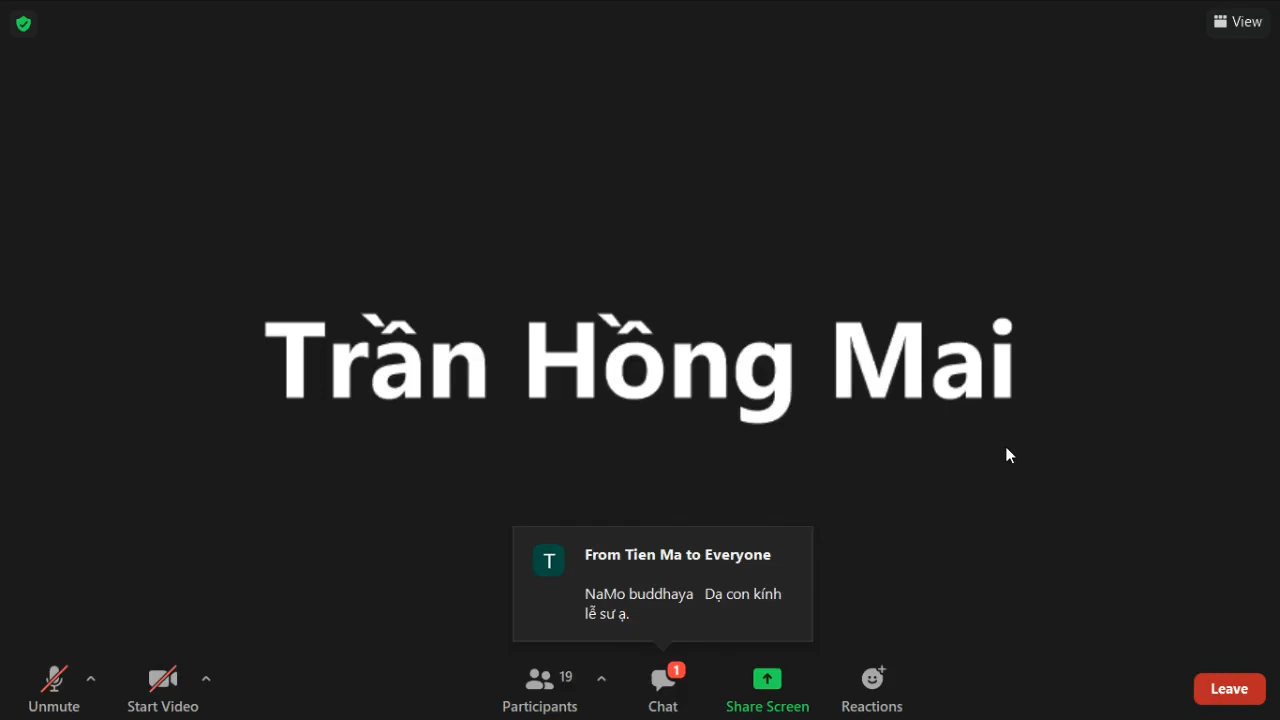 View
Trần Hồng Mai
T
From Tien Ma to Everyone
NaMo buddhaya Dạ con kính
lễ sư ạ.
19
1
Unmute
Start Video
Participants
Chat
Share Screen
Reactions
Leave